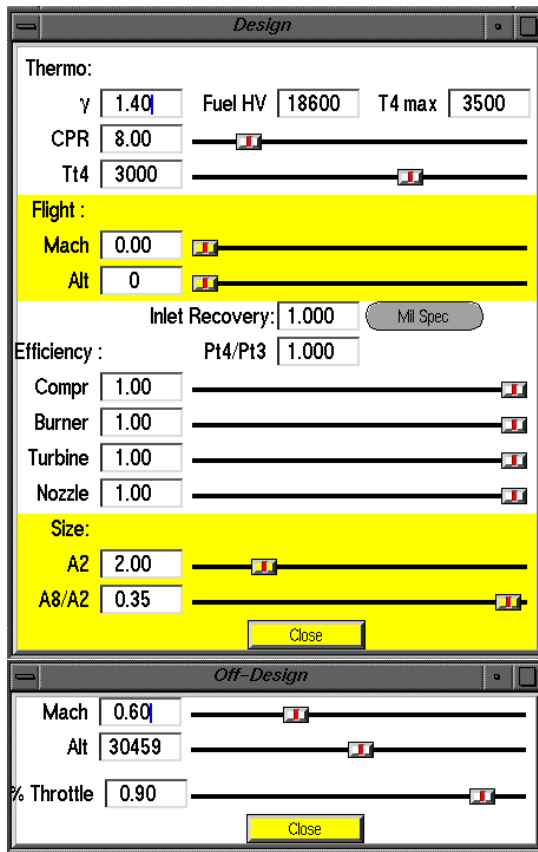 Design
Thermo:
γ 1.40 Fuel HV 18600 T4 max 3500
CPR 8.00
Tt4 3000
Flight :
Mach 0.00
Alt 0
Inlet Recovery: 1.000 Mil Spec
Efficiency : Pt4/Pt3 1.000
Compr 1.00
Burner 1.00
Turbine 1.00
Nozzle 1.00
Size:
A2 2.00
A8/A2 0.35
Close
Off-Design
Mach 0.60
Alt 30459
% Throttle 0.90
Close